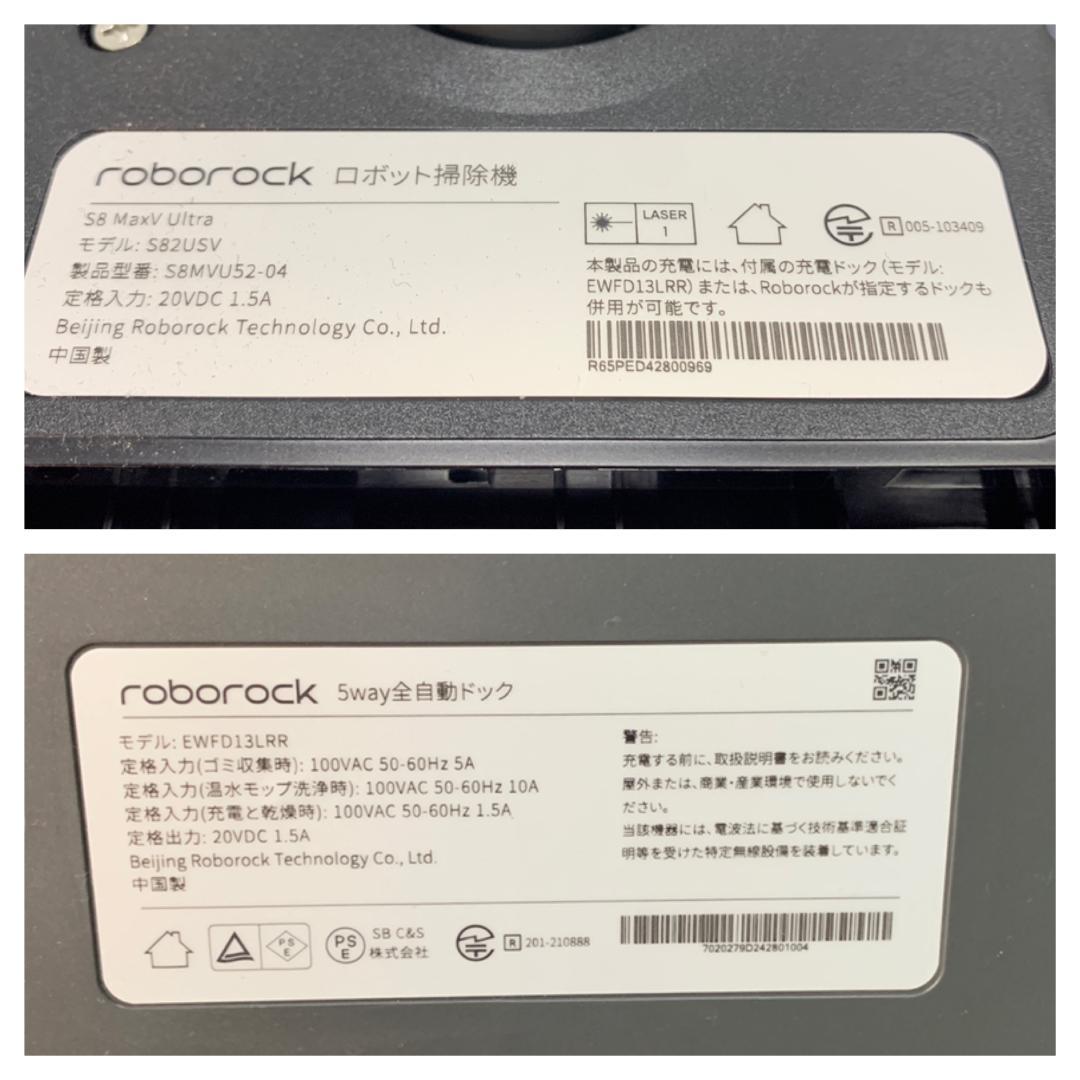 roborock ロボット掃除機
S8 MaxV Ultra
モデル: S82USV
製品型番: S8MVU52-04
定格入力: 20VDC 1.5A
Beijing Roborock Technology Co., Ltd.
中国製
LASER
1
R 005-103409
本製品の充電には、付属の充電ドック(モデル:
EWFD13LRR)または、Roborockが指定するドックも
併用が可能です。
R65PED42800969
roborock 5way全自動ドック
モデル: EWFD13LRR
定格入力(ゴミ収集時): 100VAC 50-60Hz 5A
定格入力(温水モップ洗浄時): 100VAC 50-60Hz 10A
定格入力(充電と乾燥時): 100VAC 50-60Hz 1.5A
定格出力: 20VDC 1.5A
Beijing Roborock Technology Co., Ltd.
中国製
警告:
充電する前に、取扱説明書をお読みください。
屋外または、商業・産業環境で使用しないでく
ださい。
当該機器には、電波法に基づく技術基準適合証
明等を受けた特定無線設備を装着しています。
PS
E
PS
E
SB C&S
株式会社
R 201-210888
7020279D242801004